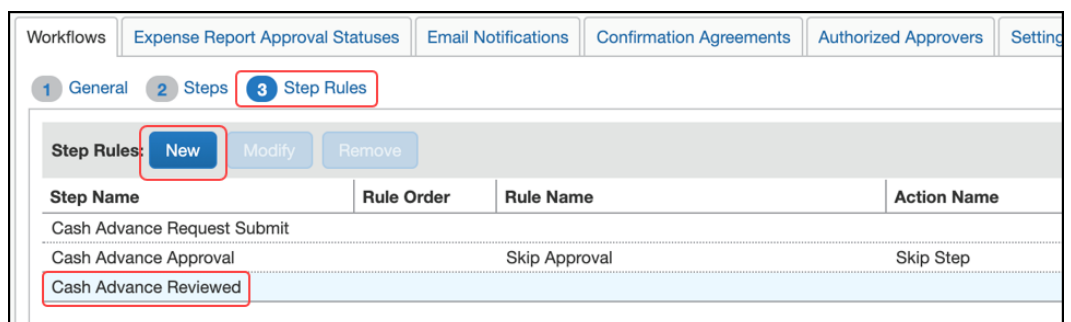 Workflows Expense Report Approval Statuses Email Notifications Confirmation Agreements Authorized Approvers Setting
1 General 2 Steps 3 Step Rules
Step Rules: New Modify Remove
Step Name Rule Order Rule Name Action Name
Cash Advance Request Submit
Cash Advance Approval Skip Approval Skip Step
Cash Advance Reviewed